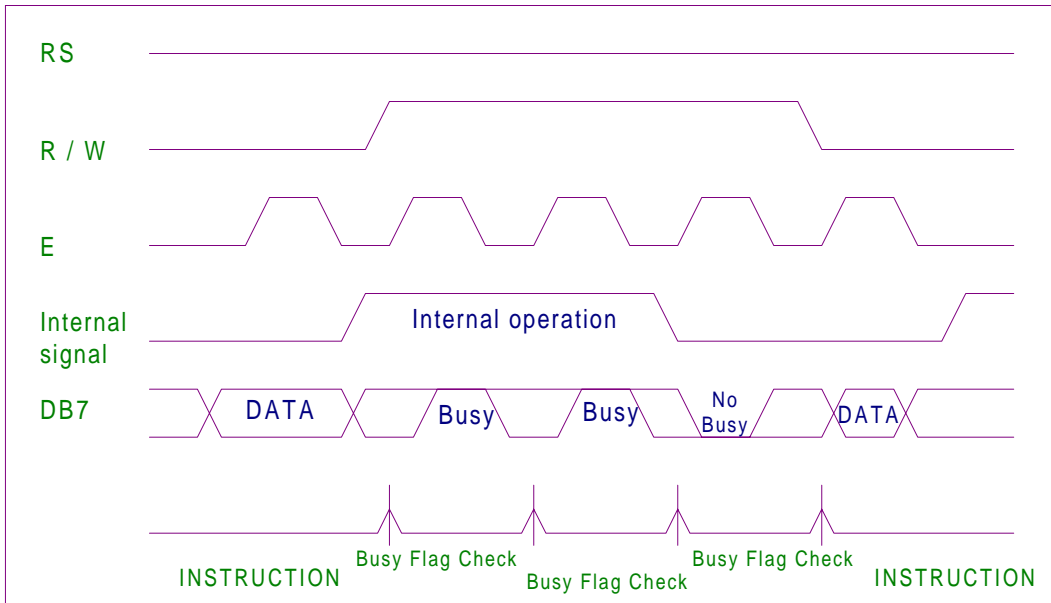 RS
R / W
E
Internal
signal
Internal operation
DB7
DATA
Busy
Busy
No
Busy
DATA
INSTRUCTION
Busy Flag Check
Busy Flag Check
Busy Flag Check
INSTRUCTION